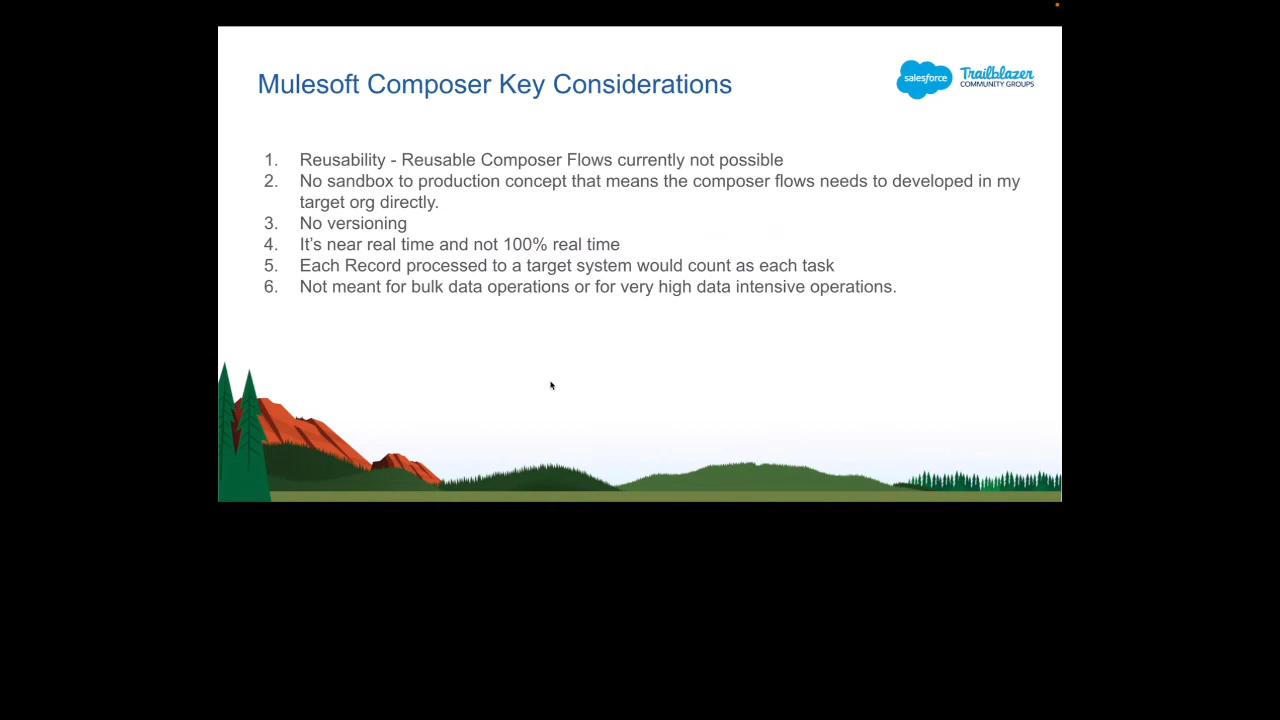 Mulesoft Composer Key Considerations
salesforce
Trailblazer
COMMUNITY GROUPS
1. Reusability - Reusable Composer Flows currently not possible
2. No sandbox to production concept that means the composer flows needs to developed in my
target org directly.
3. No versioning
4. It's near real time and not 100% real time
5. Each Record processed to a target system would count as each task
6. Not meant for bulk data operations or for very high data intensive operations.